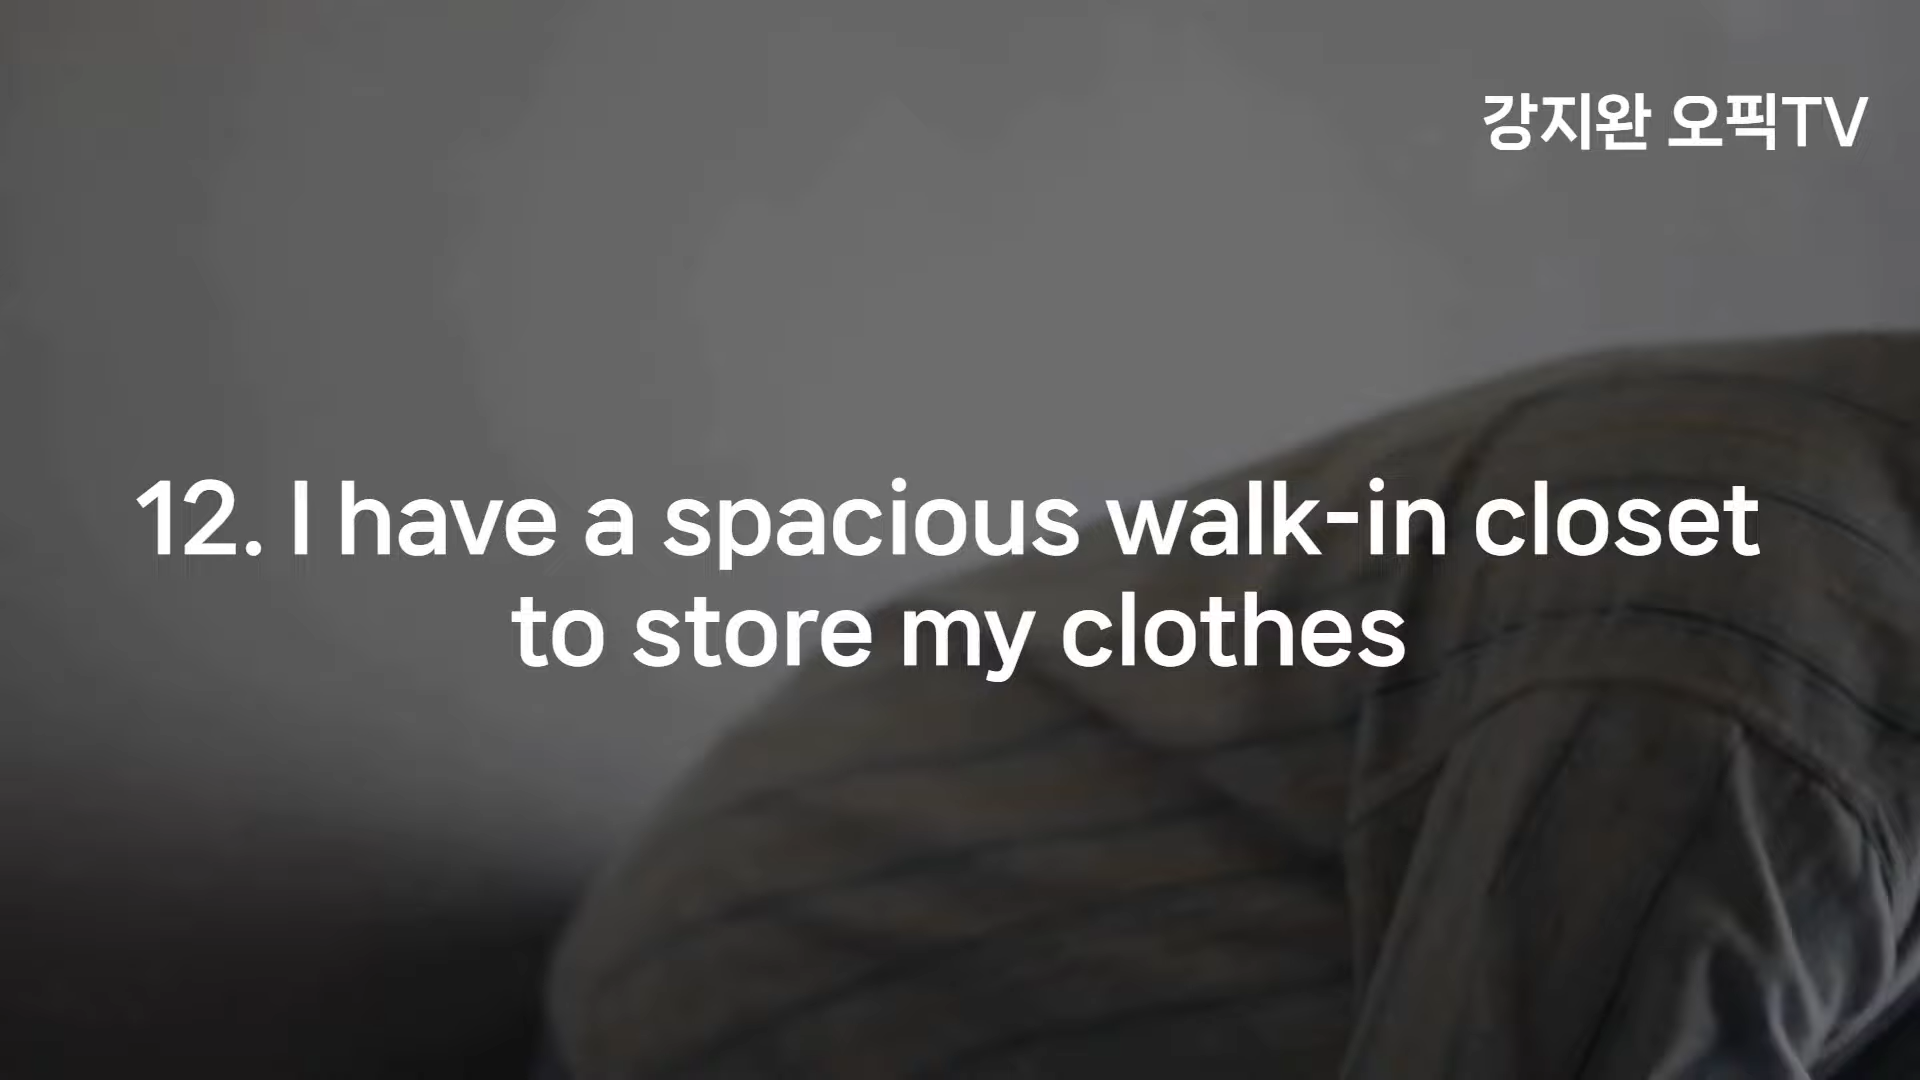 강지완 오픽TV
12. I have a spacious walk-in closet
to store my clothes